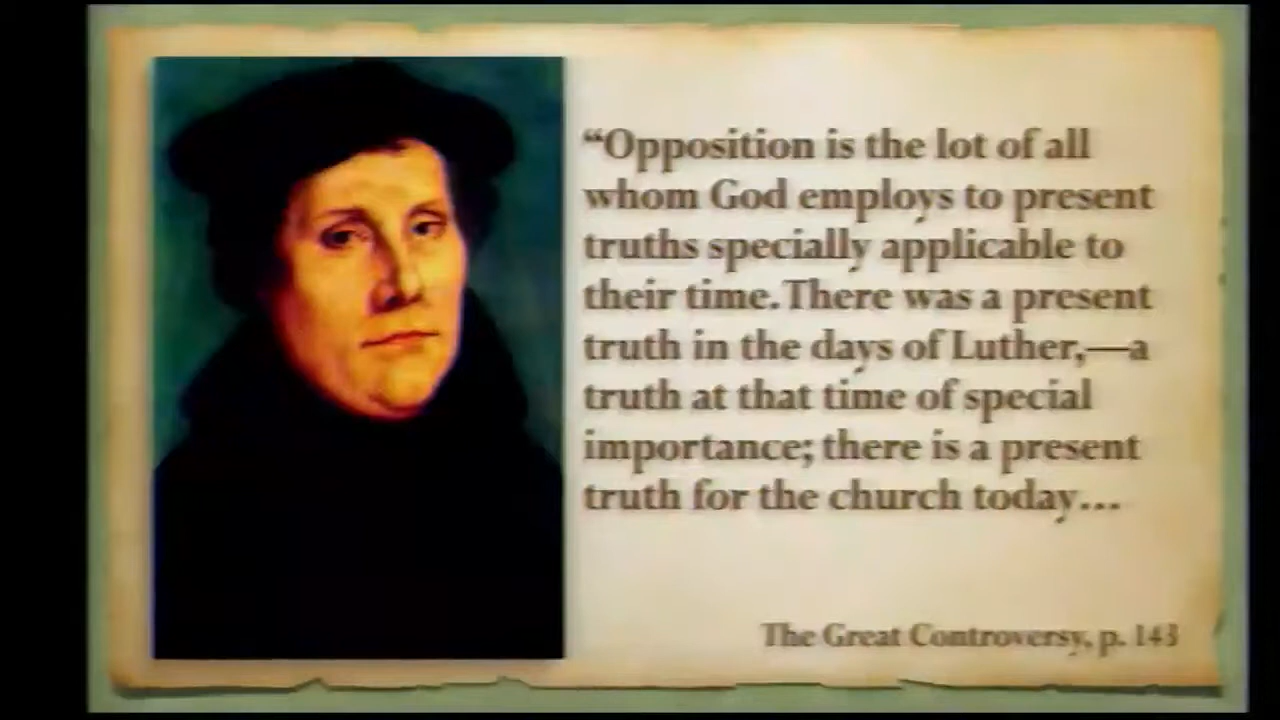 “Opposition is the lot of all
whom God employs to present
truths specially applicable to
their time. There was a present
truth in the days of Luther,—a
truth at that time of special
importance; there is a present
truth for the church today…
The Great Controversy, p. 143